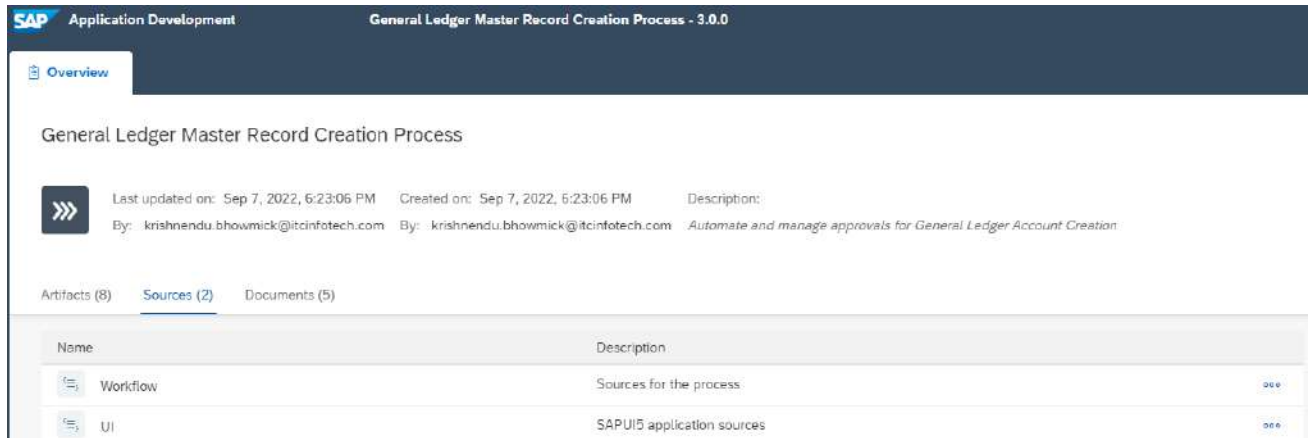 SAP Application Development General Ledger Master Record Creation Process - 3.0.0
Overview
General Ledger Master Record Creation Process
Last updated on: Sep 7, 2022, 6:23:06 PM Created on: Sep 7, 2022, 6:23:06 PM Description:
By: krishnendu.bhowmick@itcinfotech.com By: krishnendu.bhowmick@itcinfotech.com Automate and manage approvals for General Ledger Account Creation
Artifacts (8) Sources (2) Documents (5)
Name Description
Workflow Sources for the process
UI SAPUI5 application sources